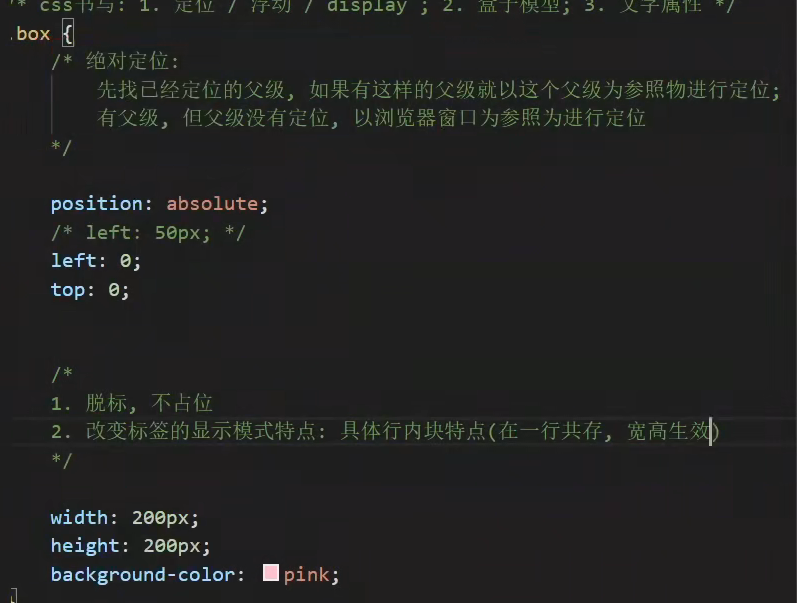 * css书写: 1. 定位 / 浮动 / display ; 2. 盒子模型; 3. 文字属性 */
.box {
/* 绝对定位:
先找已经定位的父级, 如果有这样的父级就以这个父级为参照物进行定位;
有父级, 但父级没有定位, 以浏览器窗口为参照为进行定位
*/
position: absolute;
/* left: 50px; */
left: 0;
top: 0;
/*
1. 脱标, 不占位
2. 改变标签的显示模式特点: 具体行内块特点(在一行共存, 宽高生效)
*/
width: 200px;
height: 200px;
background-color: pink;
}